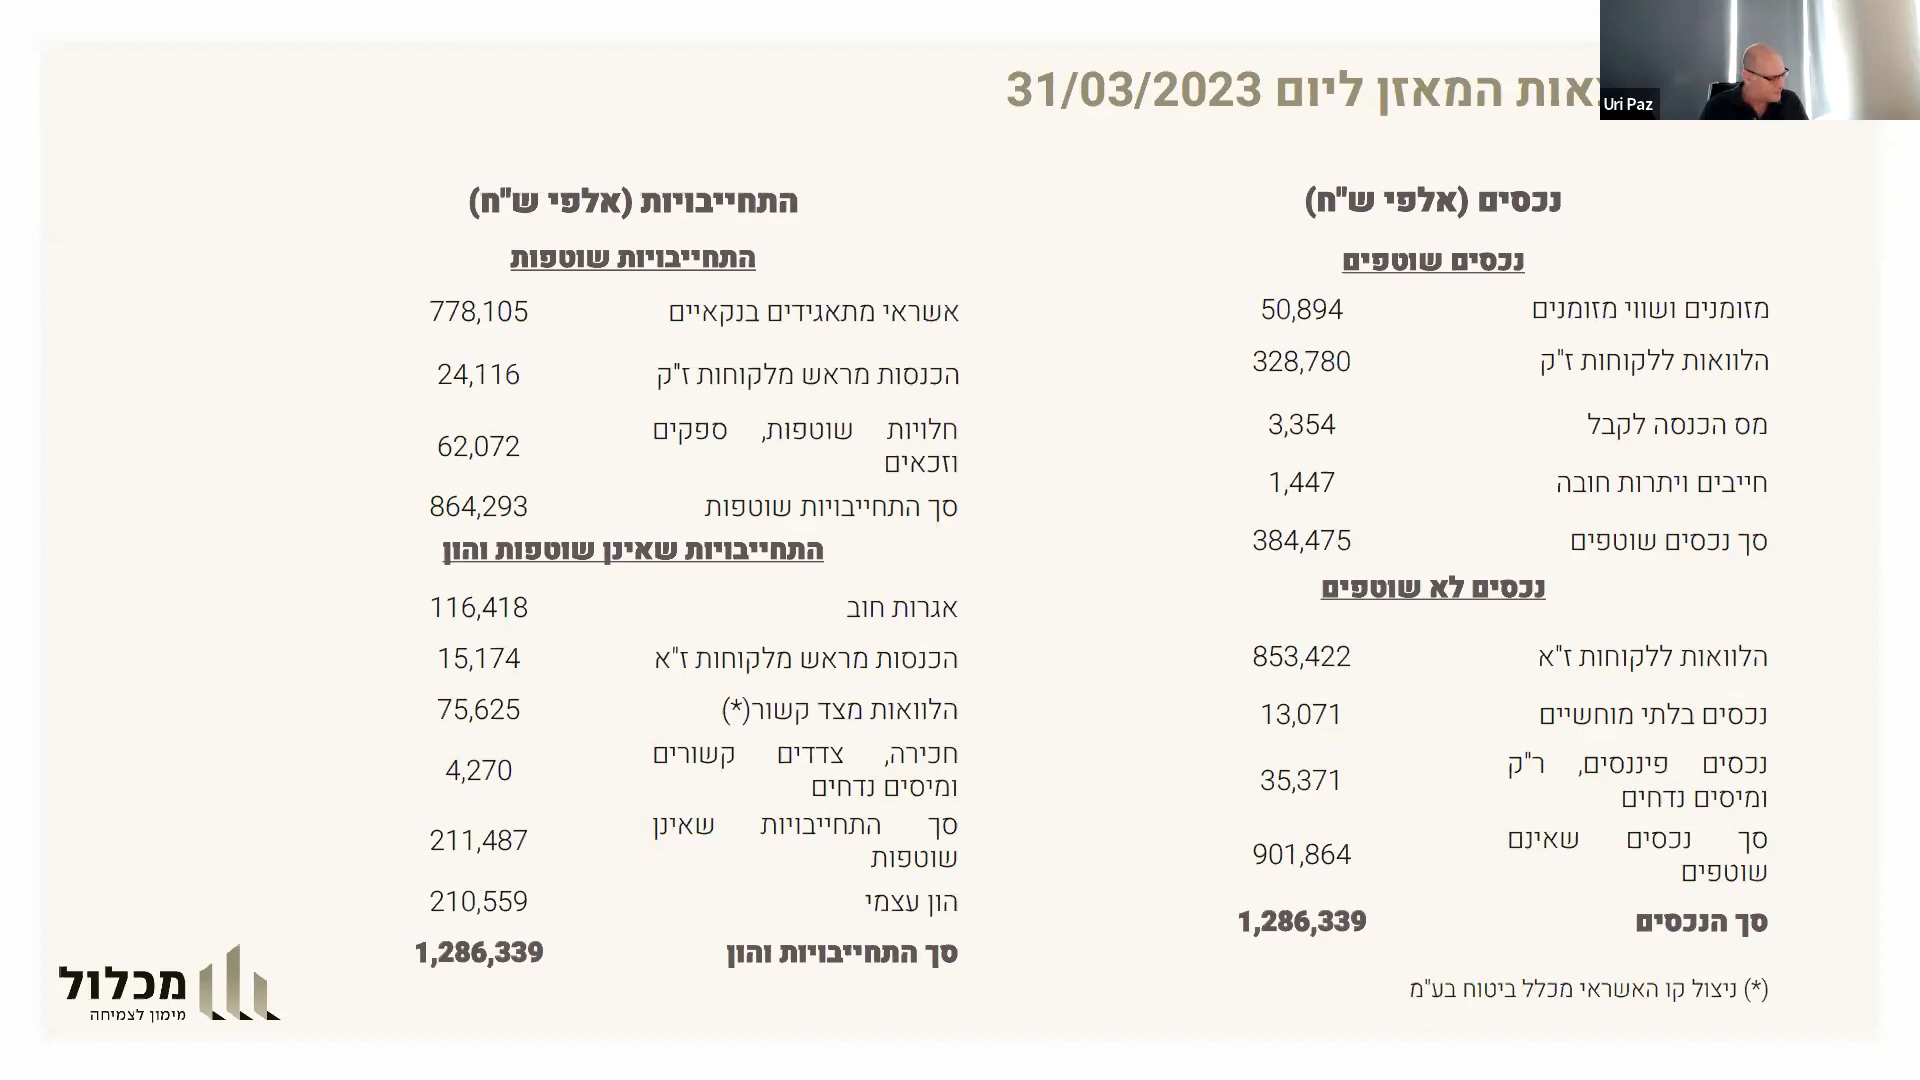 אות המאזן ליום 31/03/2023
Uri Paz
נכסים (אלפי ש"ח)
נכסים שוטפים
מזומנים ושווי מזומנים 50,894
הלוואות ללקוחות ז"ק 328,780
מס הכנסה לקבל 3,354
חייבים ויתרות חובה 1,447
סך נכסים שוטפים 384,475
נכסים לא שוטפים
הלוואות ללקוחות ז"א 853,422
נכסים בלתי מוחשיים 13,071
נכסים פיננסים, ר"ק
ומיסים נדחים 35,371
סך נכסים שאינם
שוטפים 901,864
סך הנכסים 1,286,339
(*) ניצול קו האשראי מכלל ביטוח בע"מ
התחייבויות (אלפי ש"ח)
התחייבויות שוטפות
אשראי מתאגידים בנקאיים 778,105
הכנסות מראש מלקוחות ז"ק 24,116
חלויות שוטפות, ספקים
וזכאים 62,072
סך התחייבויות שוטפות 864,293
התחייבויות שאינן שוטפות והון
אגרות חוב 116,418
הכנסות מראש מלקוחות ז"א 15,174
הלוואות מצד קשור(*) 75,625
חכירה, צדדים קשורים
ומיסים נדחים 4,270
סך התחייבויות שאינן
שוטפות 211,487
הון עצמי 210,559
סך התחייבויות והון 1,286,339
מכלול
מימון לצמיחה